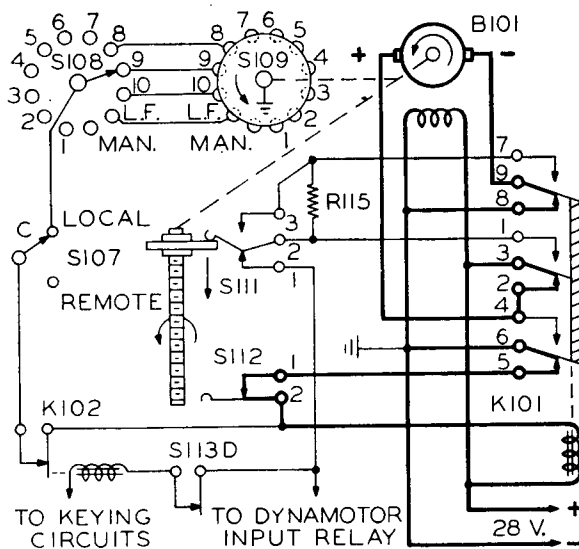 B101
+ -
7 6 5 4 3 2 1
8 9 10 L.F. MAN.
S109
1 2 3 4 5 6 7 8 9 10 L.F. MAN.
S108
7
9
8
1
3
2
4
6
5
R115
3
2
1
S111
C
LOCAL
S107
REMOTE
S112
1
2
K101
K102
S113D
TO KEYING CIRCUITS
TO DYNAMOTOR INPUT RELAY
+
28 V.
-